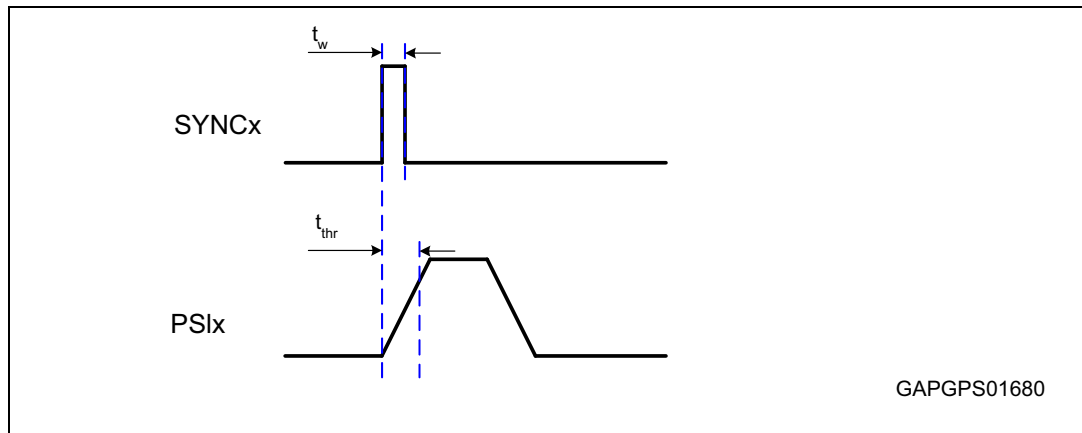 t_w
SYNCx
t_thr
PSIx
GAPGPS01680